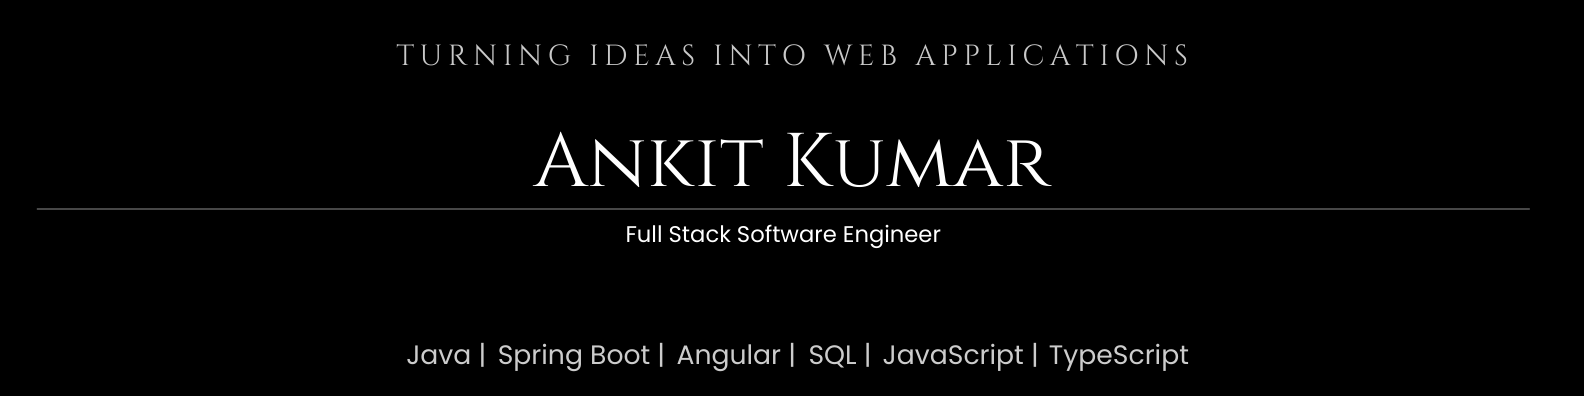 TURNING IDEAS INTO WEB APPLICATIONS
ANKIT KUMAR
Full Stack Software Engineer
Java | Spring Boot | Angular | SQL | JavaScript | TypeScript